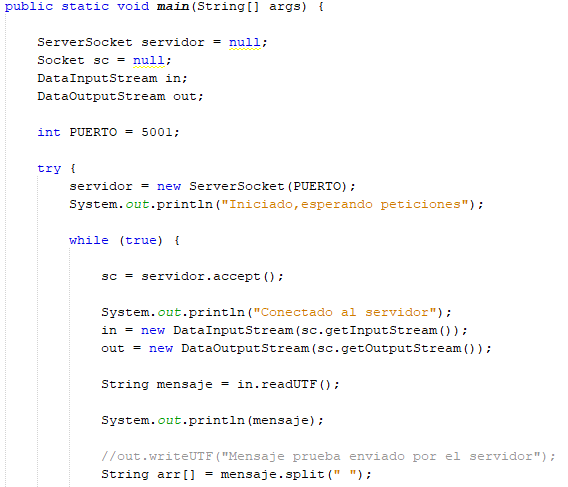 public static void main(String[] args) {
ServerSocket servidor = null;
Socket sc = null;
DataInputStream in;
DataOutputStream out;
int PUERTO = 5001;
try {
servidor = new ServerSocket(PUERTO);
System.out.println("Iniciado,esperando peticiones");
while (true) {
sc = servidor.accept();
System.out.println("Conectado al servidor");
in = new DataInputStream(sc.getInputStream());
out = new DataOutputStream(sc.getOutputStream());
String mensaje = in.readUTF();
System.out.println(mensaje);
//out.writeUTF("Mensaje prueba enviado por el servidor");
String arr[] = mensaje.split(" ");